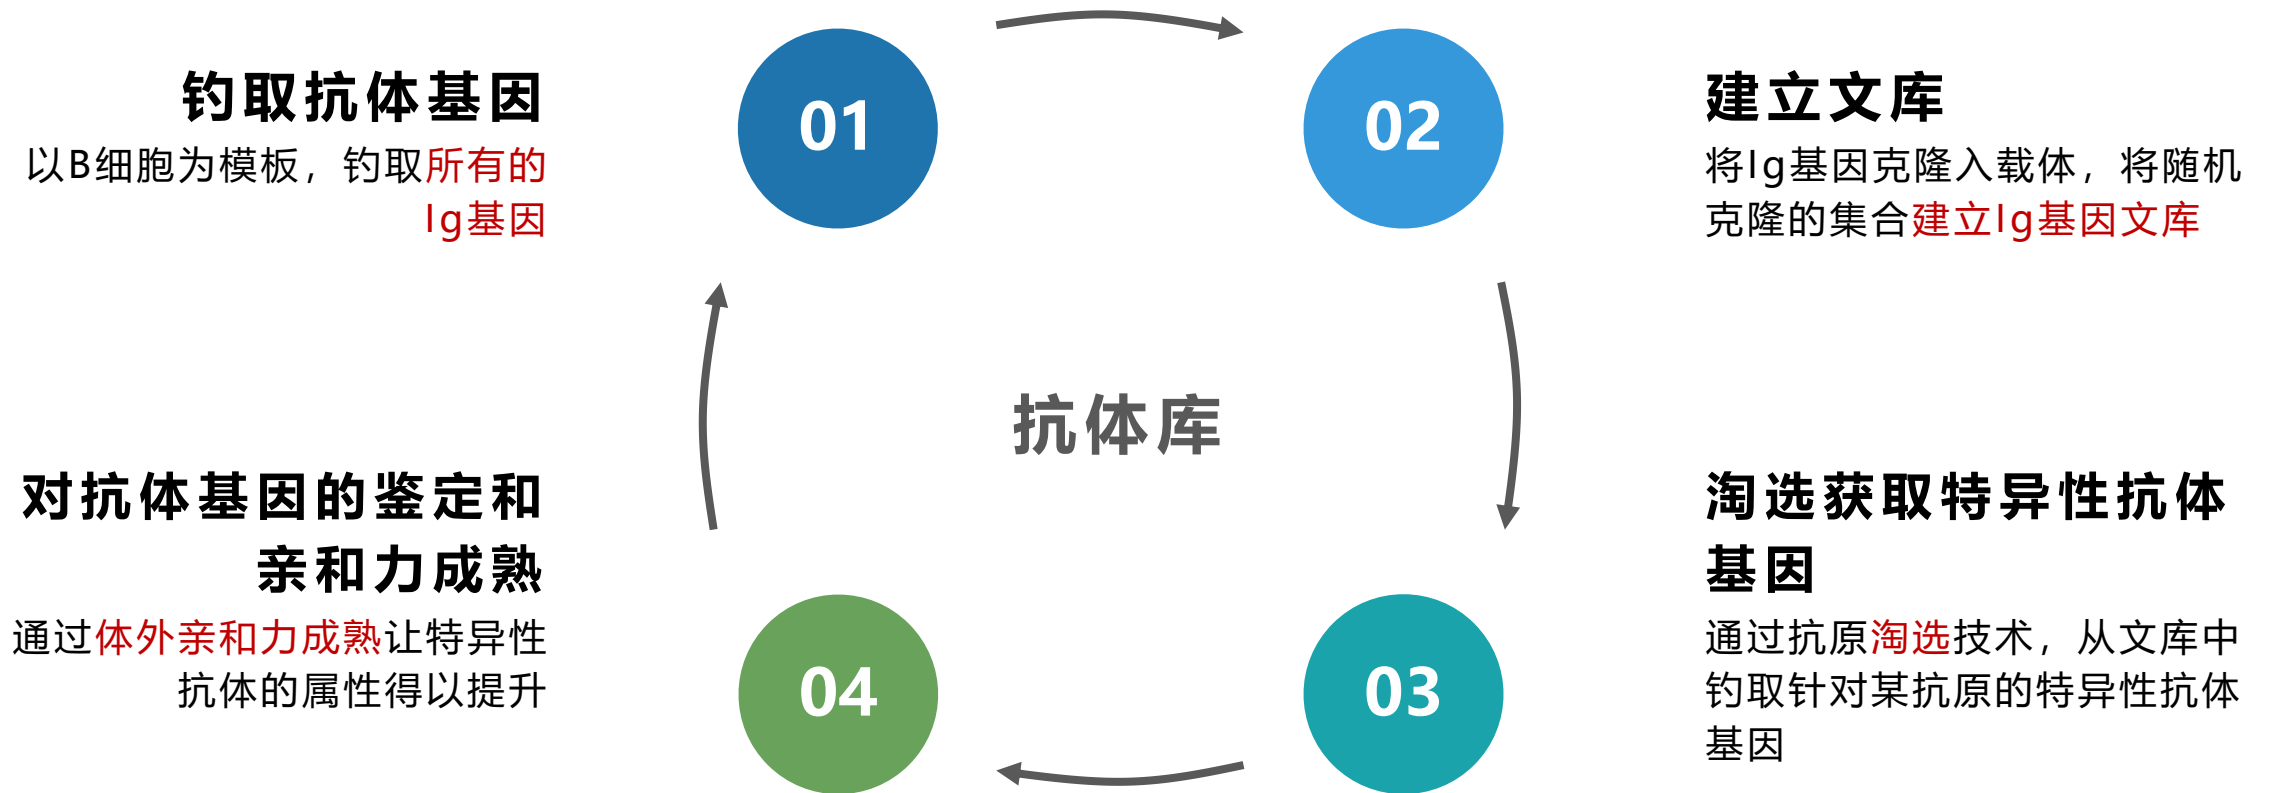 钓取抗体基因
以B细胞为模板，钓取所有的
Ig基因
01
02
建立文库
将Ig基因克隆入载体，将随机
克隆的集合建立Ig基因文库
抗体库
对抗体基因的鉴定和
亲和力成熟
通过体外亲和力成熟让特异性
抗体的属性得以提升
04
03
淘选获取特异性抗体
基因
通过抗原淘选技术，从文库中
钓取针对某抗原的特异性抗体
基因